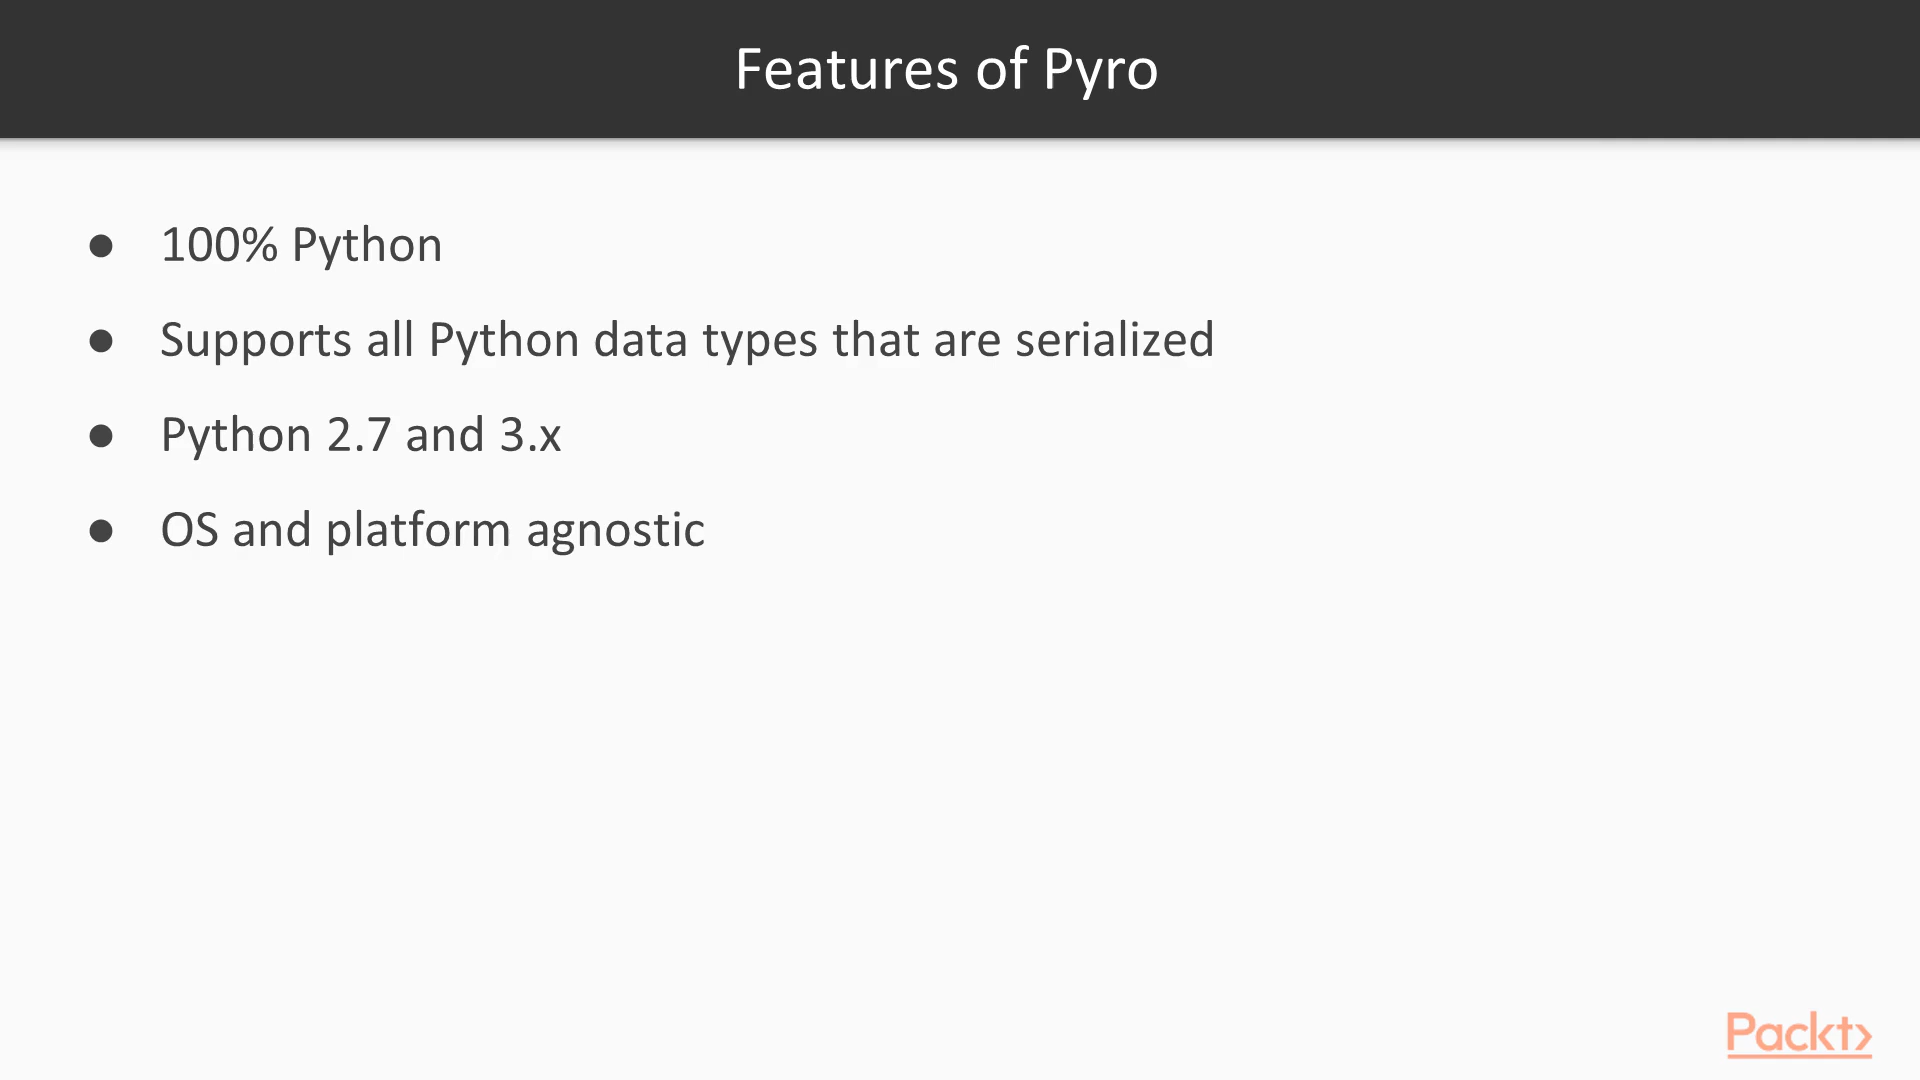 Features of Pyro
● 100% Python
● Supports all Python data types that are serialized
● Python 2.7 and 3.x
● OS and platform agnostic
Packt>